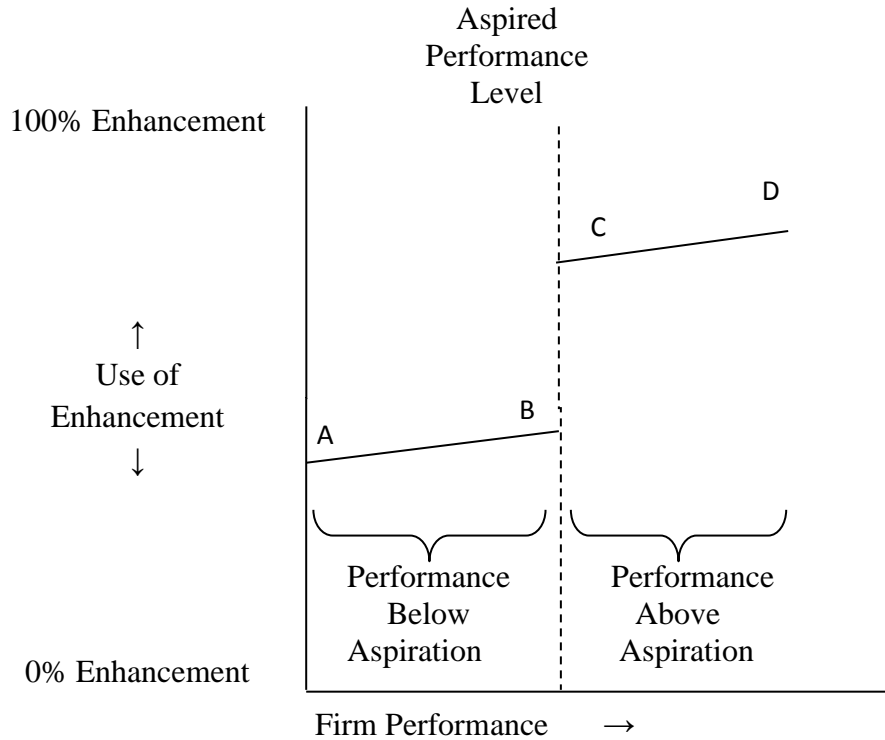 Aspired
Performance
Level
100% Enhancement
C
D
↑
Use of
Enhancement
↓
A
B
Performance
Below
Aspiration
Performance
Above
Aspiration
0% Enhancement
Firm Performance →